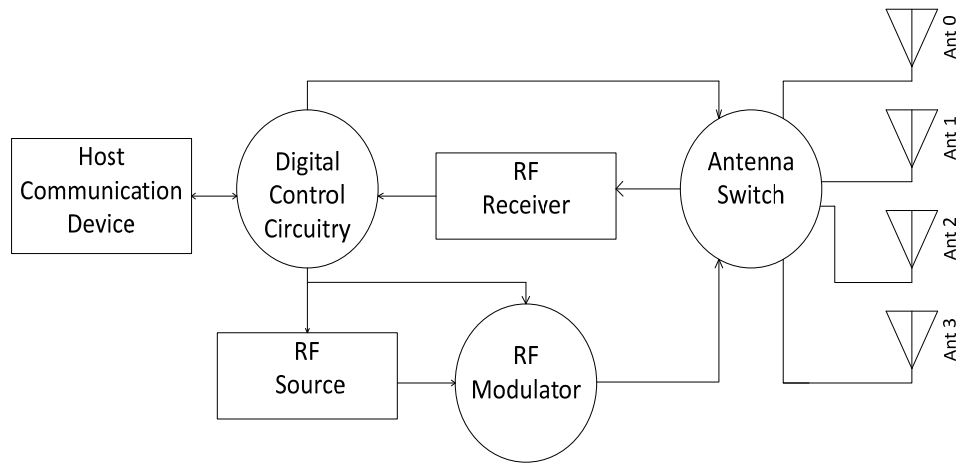 Host
Communication
Device
Digital
Control
Circuitry
RF
Receiver
Antenna
Switch
RF
Source
RF
Modulator
Ant 0
Ant 1
Ant 2
Ant 3